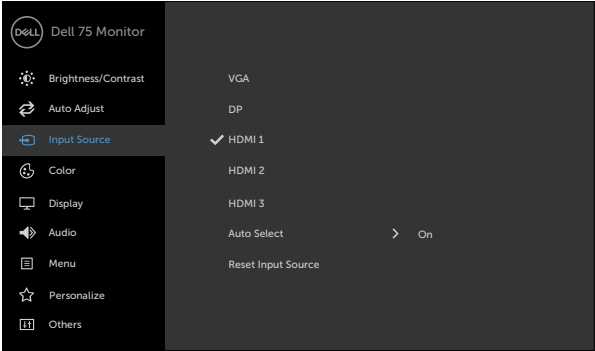 DELL Dell 75 Monitor
Brightness/Contrast
Auto Adjust
Input Source
Color
Display
Audio
Menu
Personalize
Others
VGA
DP
HDMI 1
HDMI 2
HDMI 3
Auto Select > On
Reset Input Source